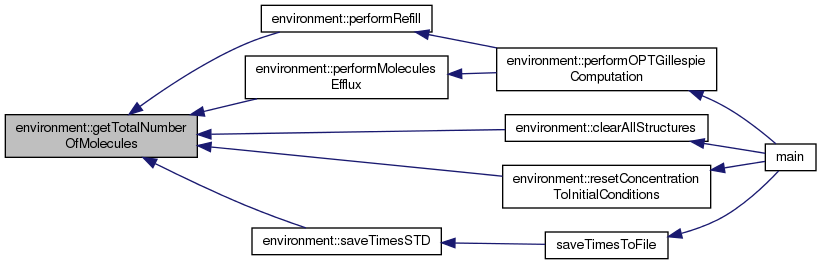 environment::performRefill
environment::performMolecules
Efflux
environment::performOPTGillespie
Computation
environment::getTotalNumber
OfMolecules
environment::clearAllStructures
main
environment::resetConcentration
ToInitialConditions
environment::saveTimesSTD
saveTimesToFile